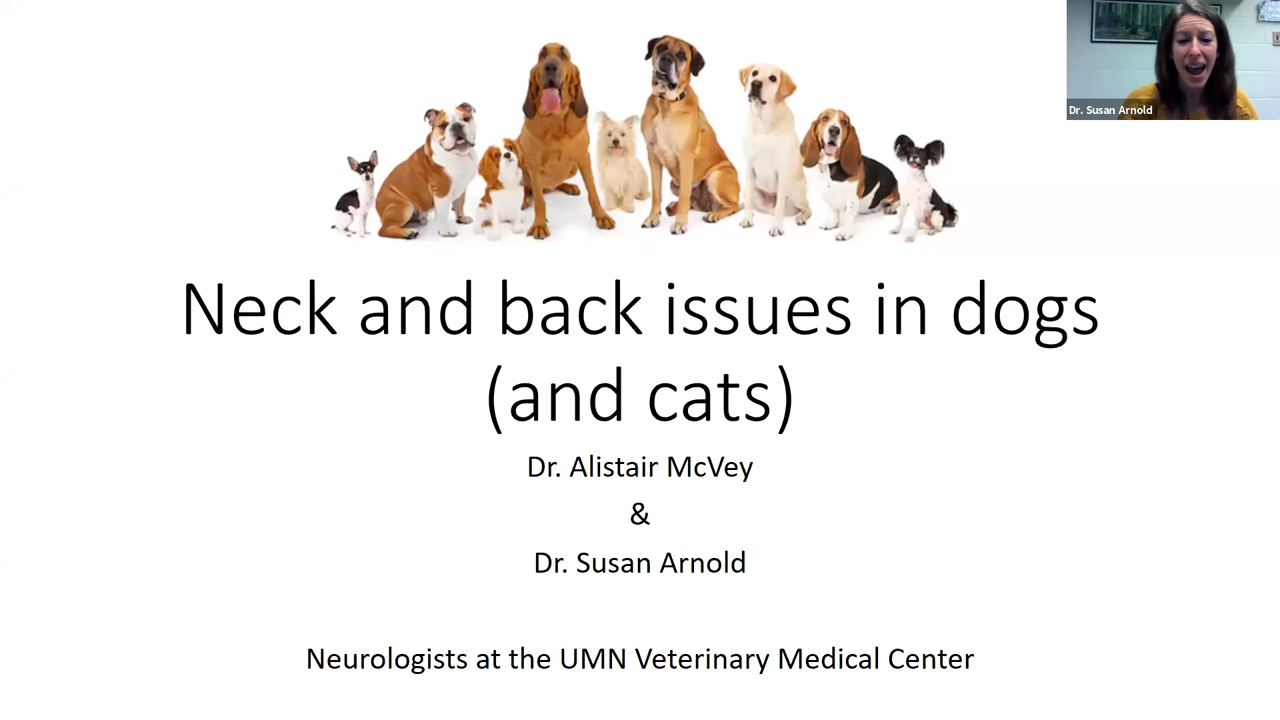 Dr. Susan Arnold
Neck and back issues in dogs
(and cats)
Dr. Alistair McVey
&
Dr. Susan Arnold
Neurologists at the UMN Veterinary Medical Center